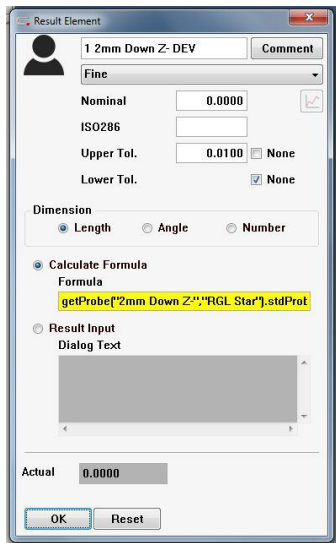 Result Element
1 2mm Down Z- DEV
Comment
Fine
Nominal 0.0000
ISO286
Upper Tol. 0.0100 None
Lower Tol. None
Dimension
Length Angle Number
Calculate Formula
Formula
getProbe("2mm Down Z-","RGL Star").stdProb
Result Input
Dialog Text
Actual 0.0000
OK Reset